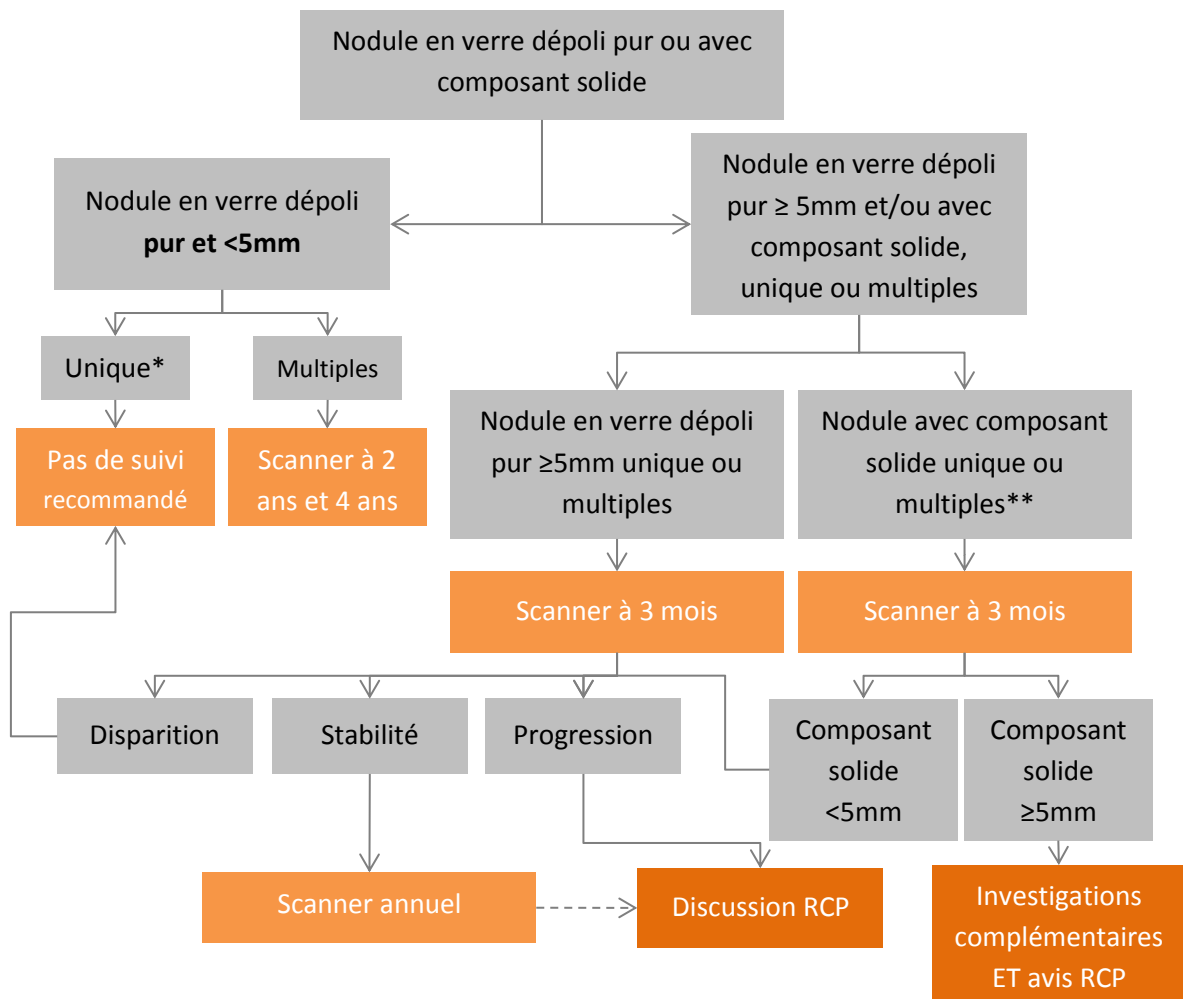 Nodule en verre dépoli pur ou avec
composant solide
Nodule en verre dépoli
pur et <5mm
Nodule en verre dépoli
pur ≥ 5mm et/ou avec
composant solide,
unique ou multiples
Unique*
Multiples
Pas de suivi
recommandé
Scanner à 2
ans et 4 ans
Nodule en verre dépoli
pur ≥5mm unique ou
multiples
Nodule avec composant
solide unique ou
multiples**
Scanner à 3 mois
Scanner à 3 mois
Disparition
Stabilité
Progression
Composant
solide
<5mm
Composant
solide
≥5mm
Scanner annuel
Discussion RCP
Investigations
complémentaires
ET avis RCP